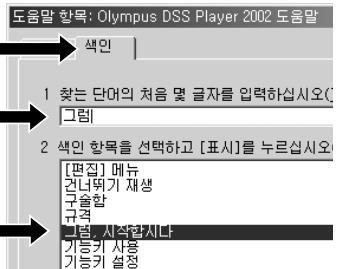 도움말 항목: Olympus DSS Player 2002 도움말
색인
1 찾는 단어의 처음 몇 글자를 입력하십시오(
그럼
2 색인 항목을 선택하고 [표시]를 누르십시오
[편집] 메뉴
건너뛰기 재생
구술함
규격
그럼, 시작합시다
기능키 사용
기능키 설정